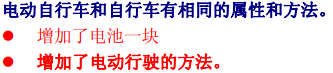 电动自行车和自行车有相同的属性和方法。
● 增加了电池一块
● 增加了电动行驶的方法。